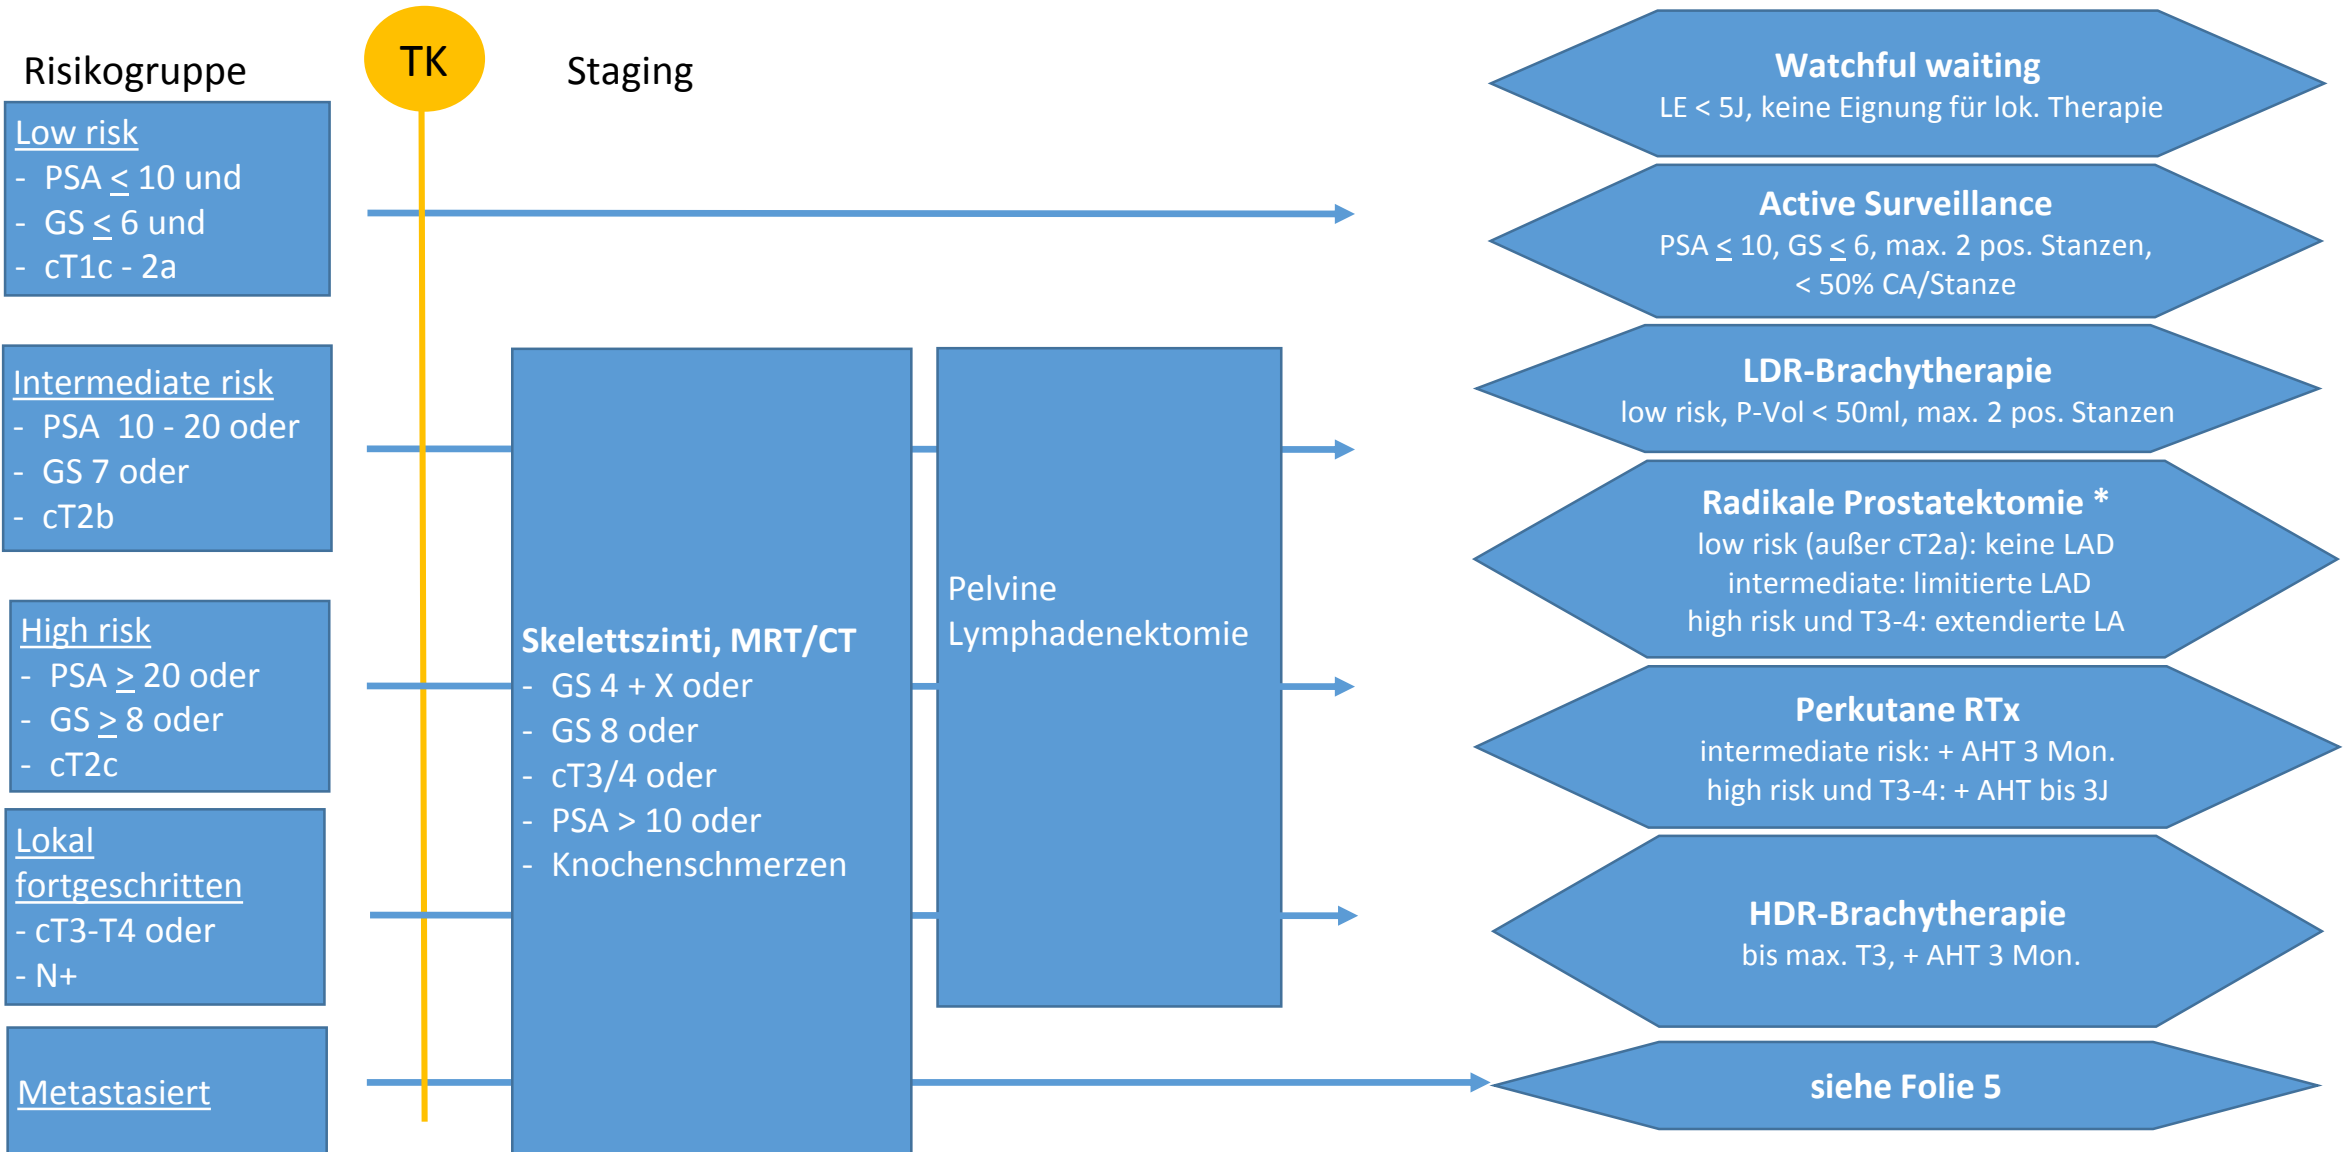 Risikogruppe
TK
Staging
Low risk
- PSA ≤ 10 und
- GS ≤ 6 und
- cT1c - 2a
Intermediate risk
- PSA 10 - 20 oder
- GS 7 oder
- cT2b
High risk
- PSA ≥ 20 oder
- GS ≥ 8 oder
- cT2c
Lokal
fortgeschritten
- cT3-T4 oder
- N+
Metastasiert
Skelettszinti, MRT/CT
- GS 4 + X oder
- GS 8 oder
- cT3/4 oder
- PSA > 10 oder
- Knochenschmerzen
Pelvine
Lymphadenektomie
Watchful waiting
LE < 5J, keine Eignung für lok. Therapie
Active Surveillance
PSA ≤ 10, GS ≤ 6, max. 2 pos. Stanzen,
< 50% CA/Stanze
LDR-Brachytherapie
low risk, P-Vol < 50ml, max. 2 pos. Stanzen
Radikale Prostatektomie *
low risk (außer cT2a): keine LAD
intermediate: limitierte LAD
high risk und T3-4: extendierte LA
Perkutane RTx
intermediate risk: + AHT 3 Mon.
high risk und T3-4: + AHT bis 3J
HDR-Brachytherapie
bis max. T3, + AHT 3 Mon.
siehe Folie 5